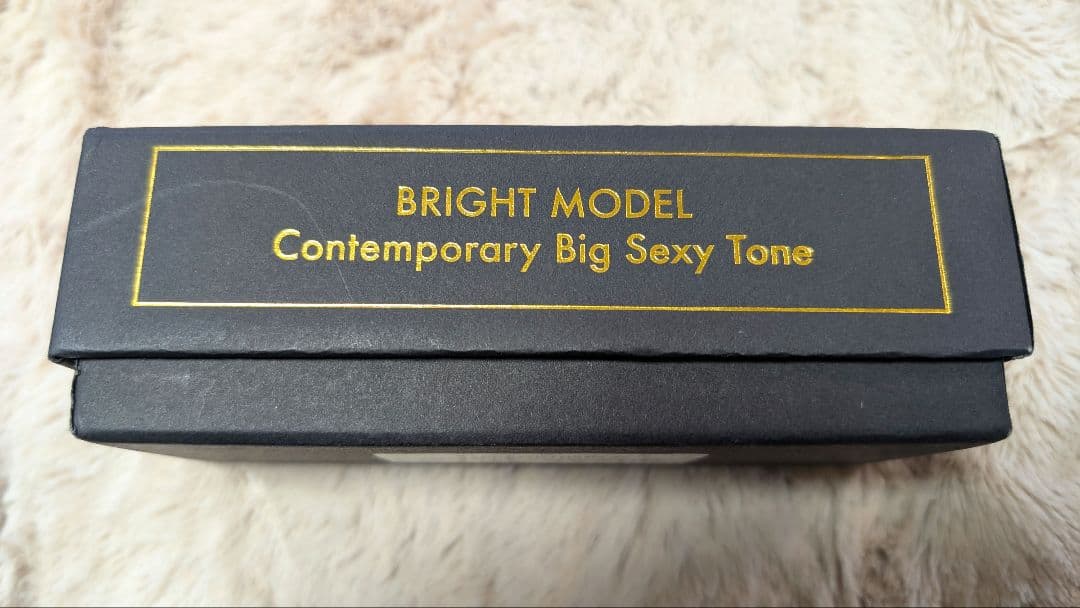 BRIGHT MODEL
Contemporary Big Sexy Tone